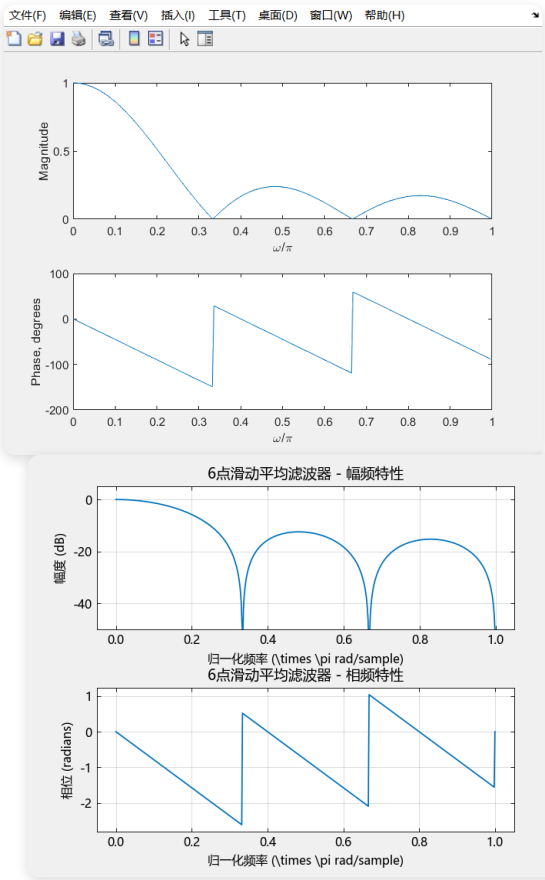 文件(F) 编辑(E) 查看(V) 插入(I) 工具(T) 桌面(D) 窗口(W) 帮助(H)
1
0.5
0
Magnitude
0 0.1 0.2 0.3 0.4 0.5 0.6 0.7 0.8 0.9 1
ω/π
100
0
-100
-200
Phase, degrees
0 0.1 0.2 0.3 0.4 0.5 0.6 0.7 0.8 0.9 1
ω/π
6点滑动平均滤波器 - 幅频特性
0
-20
-40
幅度 (dB)
0.0 0.2 0.4 0.6 0.8 1.0
归一化频率 (\times \pi rad/sample)
6点滑动平均滤波器 - 相频特性
1
0
-1
-2
相位 (radians)
0.0 0.2 0.4 0.6 0.8 1.0
归一化频率 (\times \pi rad/sample)